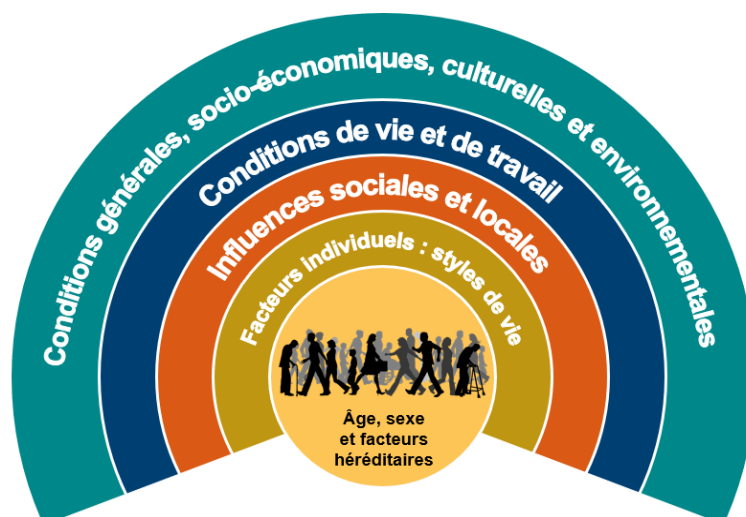 Conditions générales, socio-économiques, culturelles et environnementales
Conditions de vie et de travail
Influences sociales et locales
Facteurs individuels : styles de vie
Âge, sexe
et facteurs
héréditaires